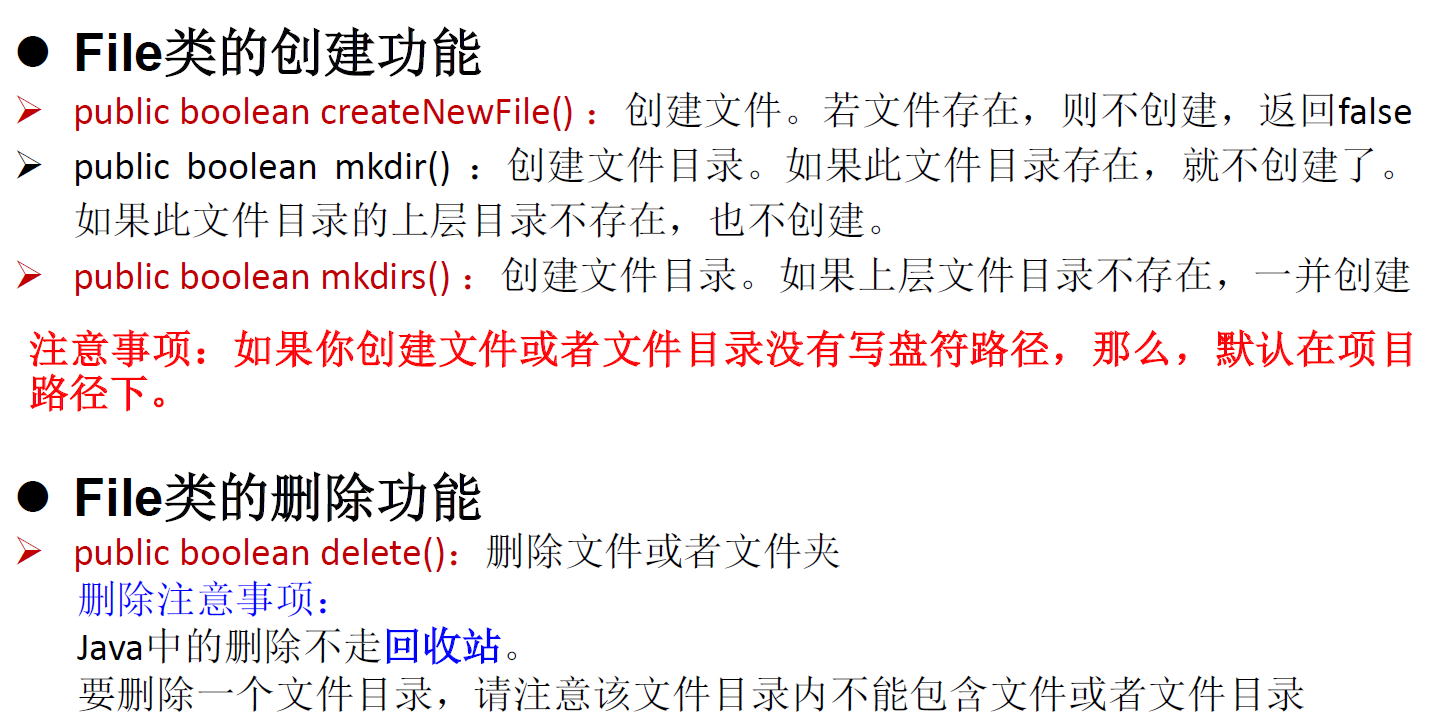 ● File类的创建功能
➢ public boolean createNewFile() ：创建文件。若文件存在，则不创建，返回false
➢ public boolean mkdir() ：创建文件目录。如果此文件目录存在，就不创建了。
如果此文件目录的上层目录不存在，也不创建。
➢ public boolean mkdirs() ：创建文件目录。如果上层文件目录不存在，一并创建
注意事项：如果你创建文件或者文件目录没有写盘符路径，那么，默认在项目
路径下。
● File类的删除功能
➢ public boolean delete()：删除文件或者文件夹
删除注意事项：
Java中的删除不走回收站。
要删除一个文件目录，请注意该文件目录内不能包含文件或者文件目录